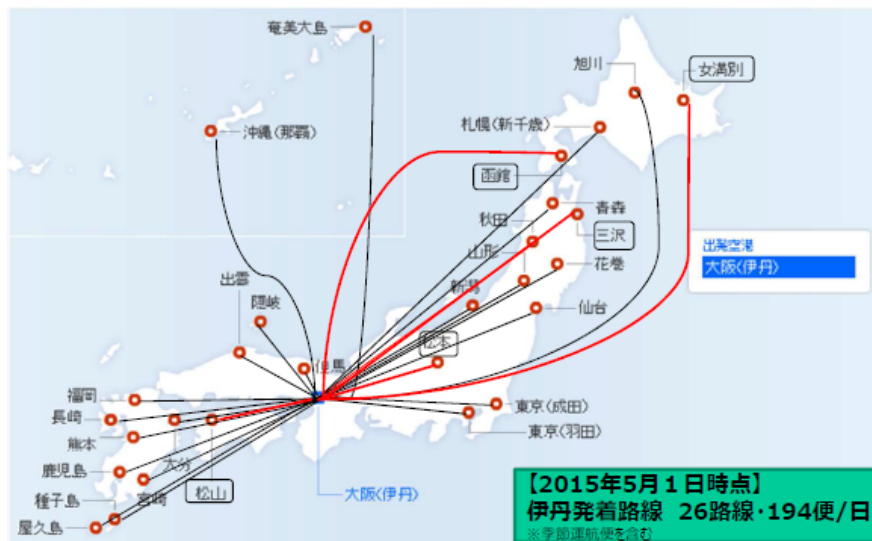 奄美大島
旭川
女満別
札幌(新千歳)
沖縄(那覇)
函館
青森
秋田
三沢
山形
花巻
出発空港
大阪(伊丹)
出雲
隠岐
新潟
仙台
松本
但馬
福岡
東京(成田)
長崎
東京(羽田)
熊本
大分
鹿児島
松山
宮崎
種子島
大阪(伊丹)
屋久島
【2015年5月1日時点】
伊丹発着路線 26路線・194便/日
※季節運航便を含む